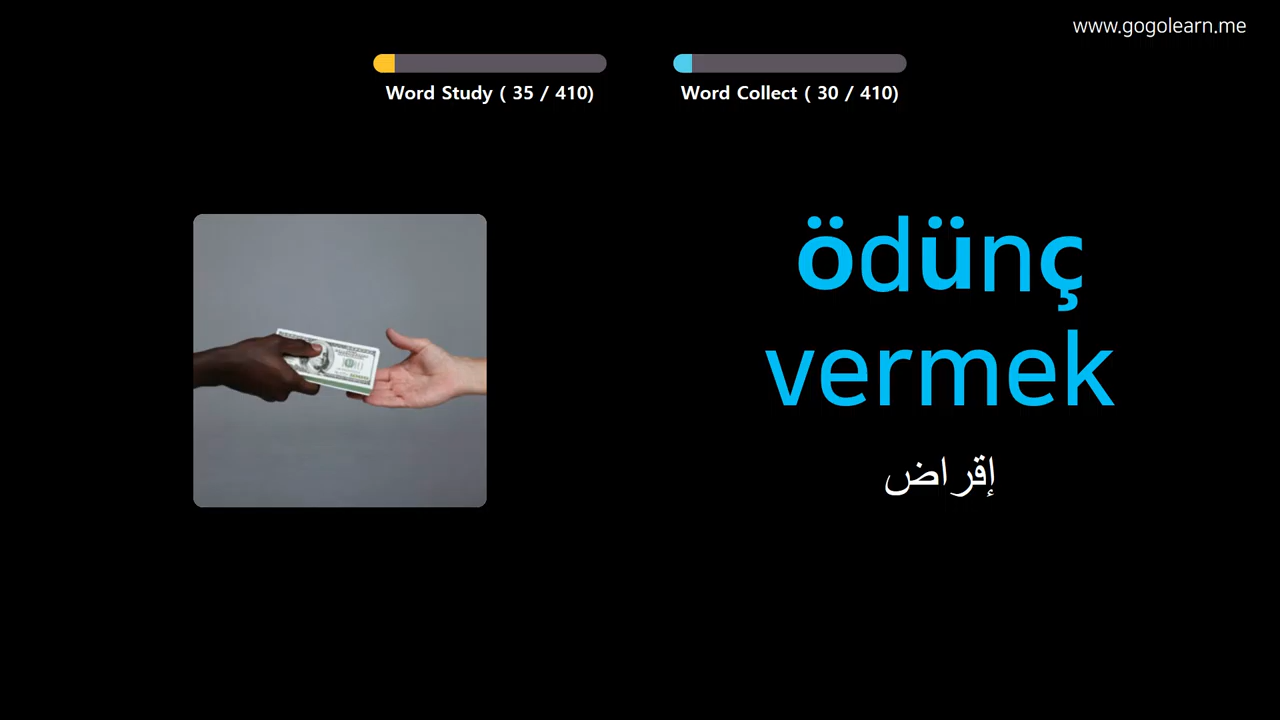 www.gogolearn.me
Word Study ( 35 / 410)
Word Collect ( 30 / 410)
ödünç
vermek
إقراض